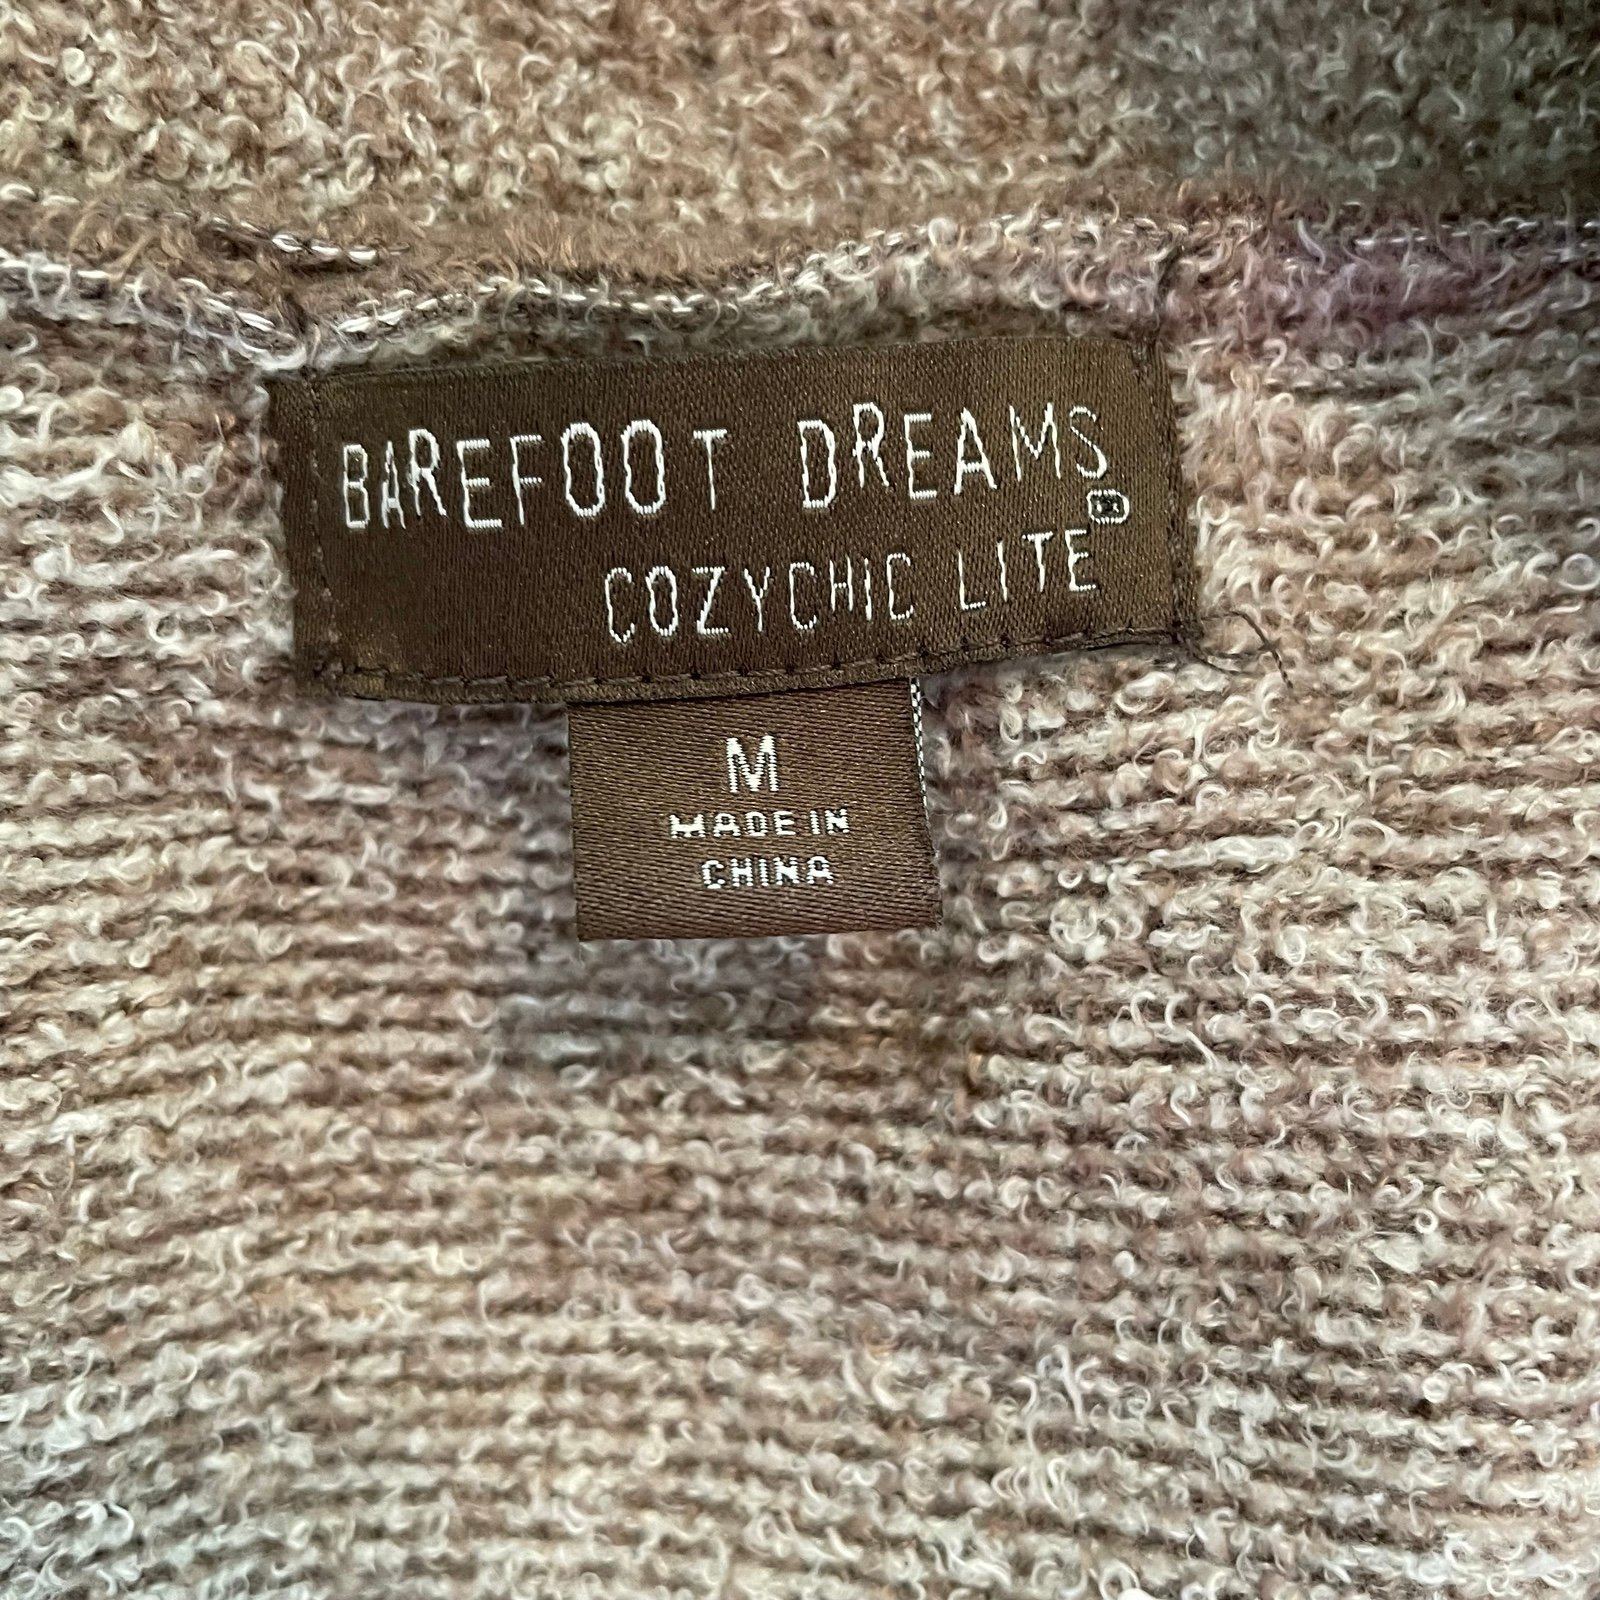 BAREFOOT DREAMS
COZYCHiC LITE®
M
MADE IN
CHINA